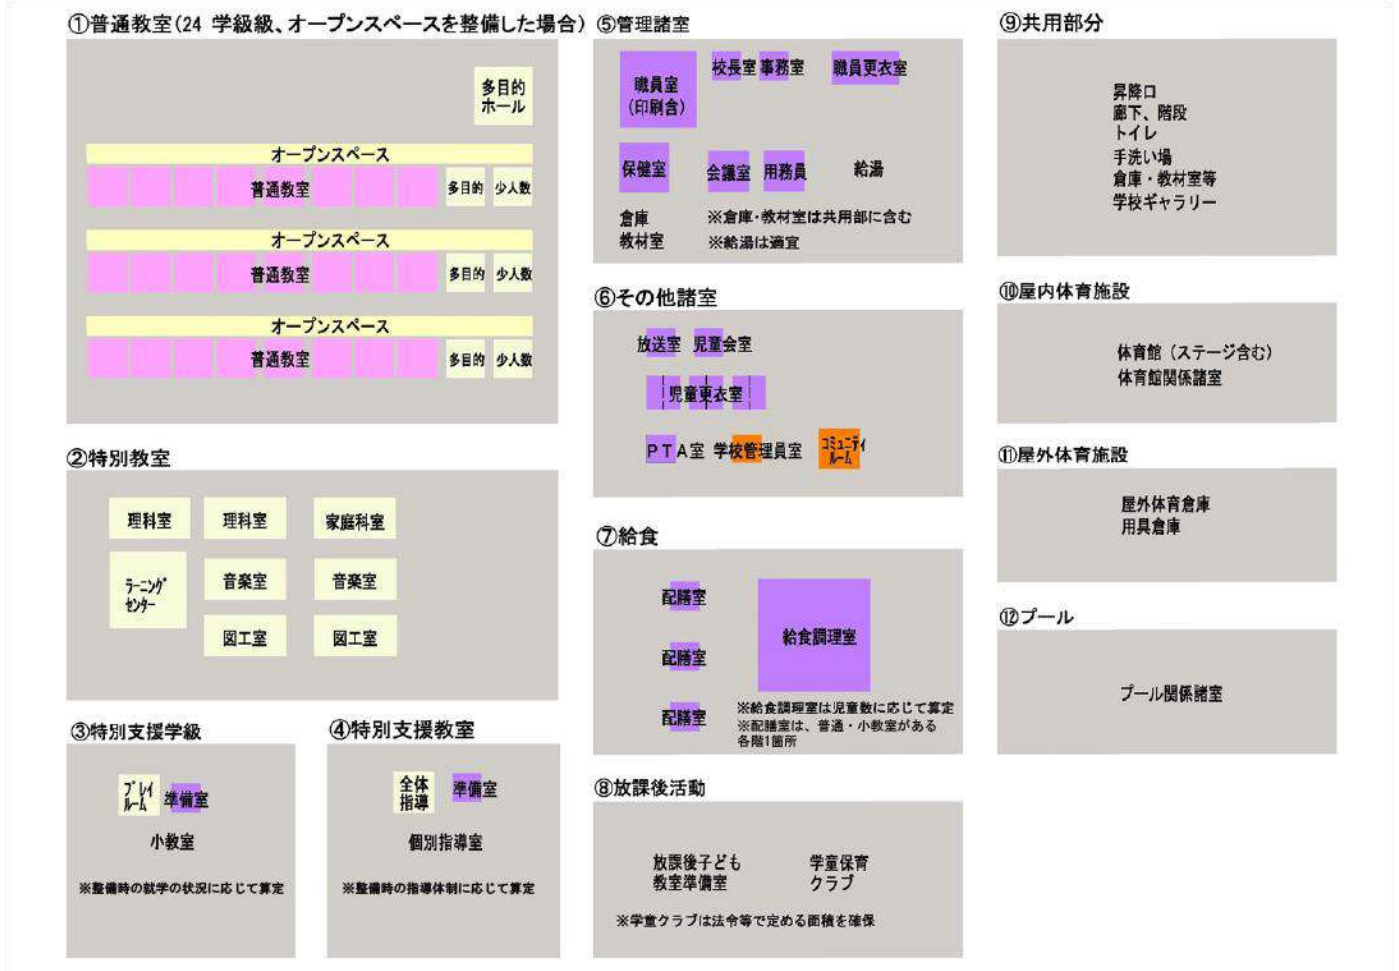 ①普通教室(24 学級級、オープンスペースを整備した場合)
多目的
ホール
オープンスペース
普通教室
多目的
少人数
オープンスペース
普通教室
多目的
少人数
オープンスペース
普通教室
多目的
少人数
②特別教室
理科室
理科室
家庭科室
ラーニング
センター
音楽室
音楽室
図工室
図工室
③特別支援学級
プレイ
ルーム
準備室
小教室
※整備時の就学の状況に応じて算定
④特別支援教室
全体
指導
準備室
個別指導室
※整備時の指導体制に応じて算定
⑤管理諸室
職員室
(印刷含)
校長室
事務室
職員更衣室
保健室
会議室
用務員
給湯
倉庫
教材室
※倉庫・教材室は共用部に含む
※給湯は適宜
⑥その他諸室
放送室
児童会室
児童更衣室
PTA室
学校管理員室
コミュニティ
ルーム
⑦給食
配膳室
配膳室
配膳室
給食調理室
※給食調理室は児童数に応じて算定
※配膳室は、普通・小教室がある
各階1箇所
⑧放課後活動
放課後子ども
教室準備室
学童保育
クラブ
※学童クラブは法令等で定める面積を確保
⑨共用部分
昇降口
廊下、階段
トイレ
手洗い場
倉庫・教材室等
学校ギャラリー
⑩屋内体育施設
体育館(ステージ含む)
体育館関係諸室
⑪屋外体育施設
屋外体育倉庫
用具倉庫
⑫プール
プール関係諸室